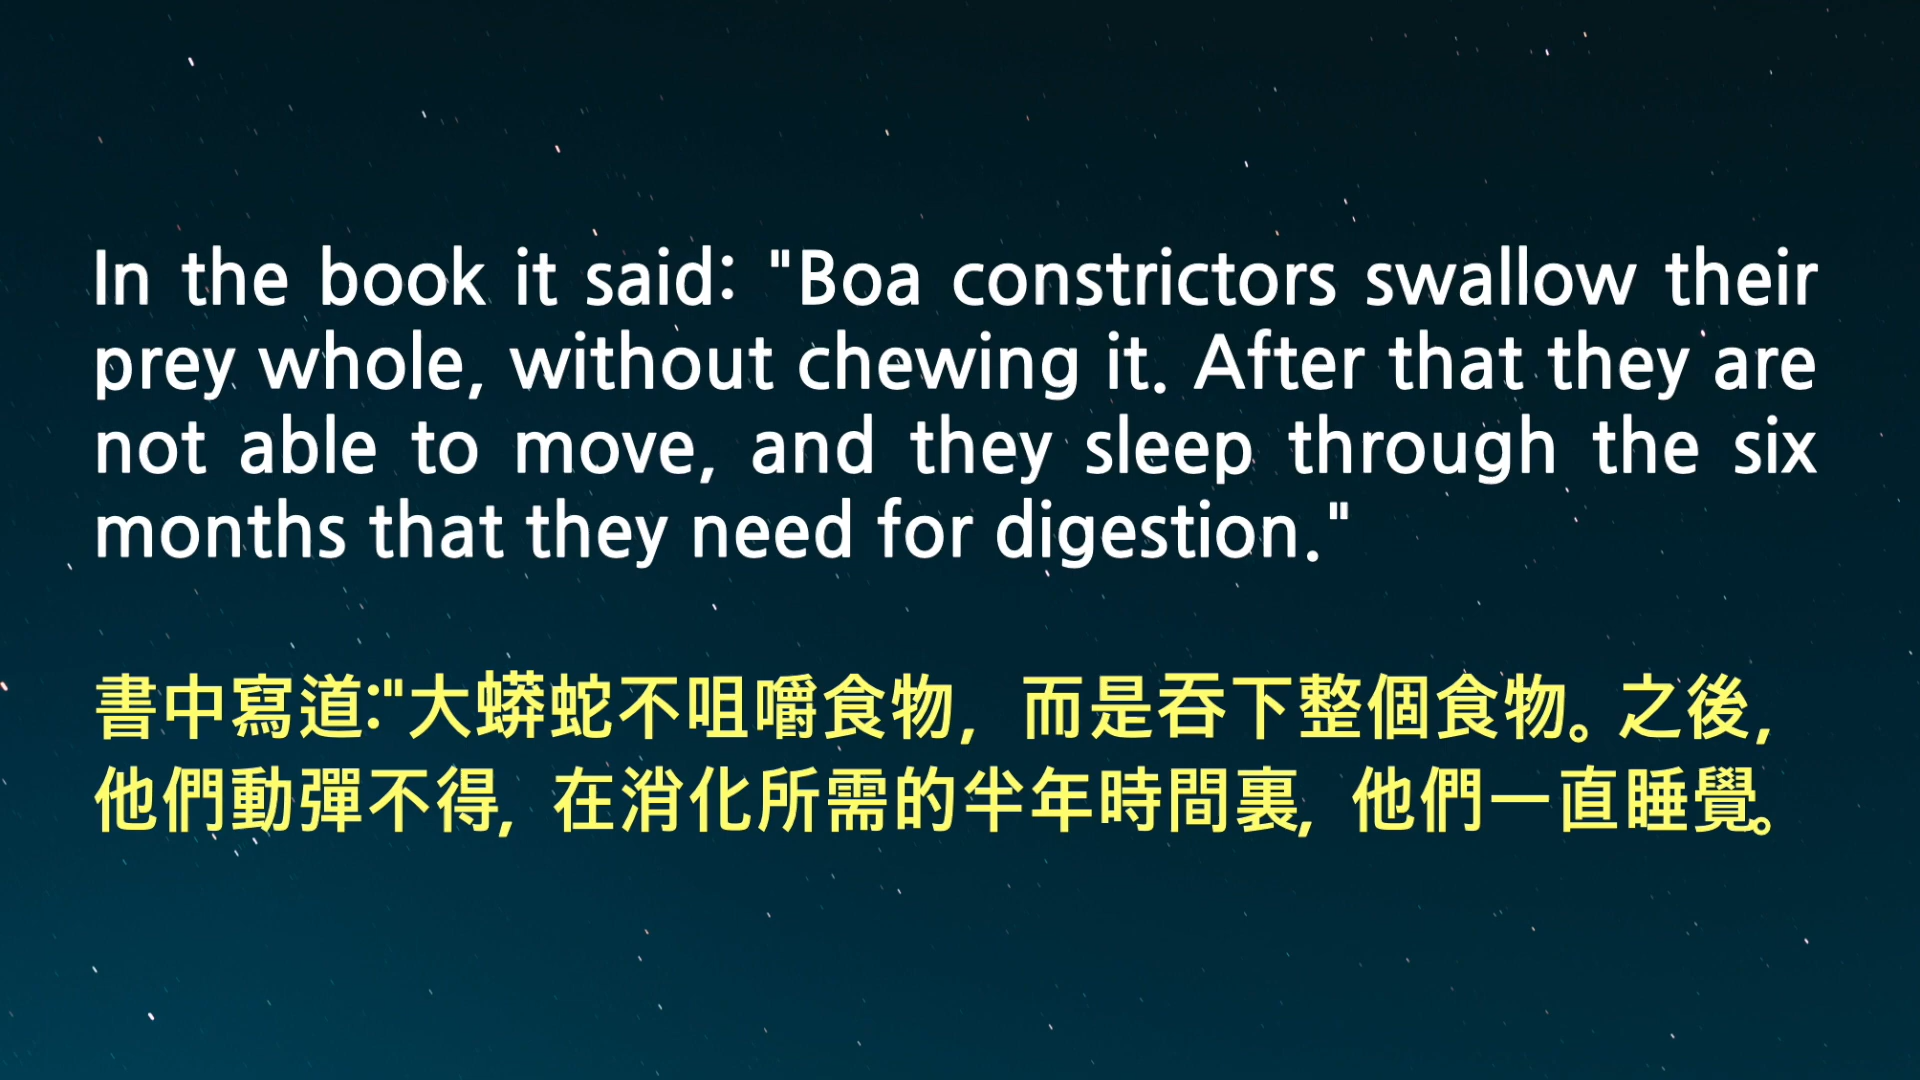 In the book it said: "Boa constrictors swallow their
prey whole, without chewing it. After that they are
not able to move, and they sleep through the six
months that they need for digestion."
書中寫道:"大蟒蛇不咀嚼食物, 而是吞下整個食物。之後,
他們動彈不得, 在消化所需的半年時間裏, 他們一直睡覺。